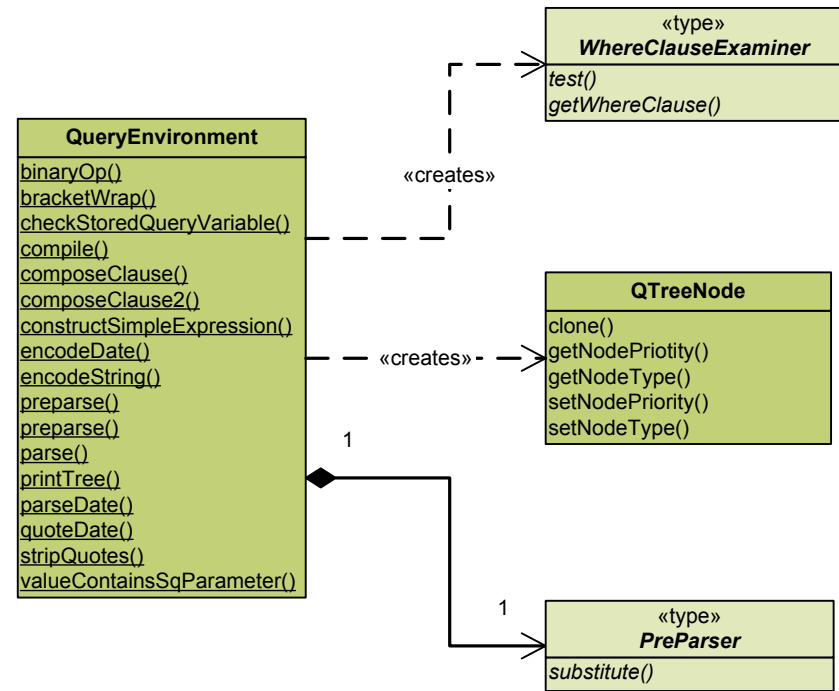 «type»
WhereClauseExaminer
test()
getWhereClause()
QueryEnvironment
binaryOp()
bracketWrap()
checkStoredQueryVariable()
compile()
composeClause()
composeClause2()
constructSimpleExpression()
encodeDate()
encodeString()
preparse()
preparse()
parse()
printTree()
parseDate()
quoteDate()
stripQuotes()
valueContainsSqParameter()
«creates»
QTreeNode
clone()
getNodePriotity()
getNodeType()
setNodePriority()
setNodeType()
«creates»
1
1
«type»
PreParser
substitute()